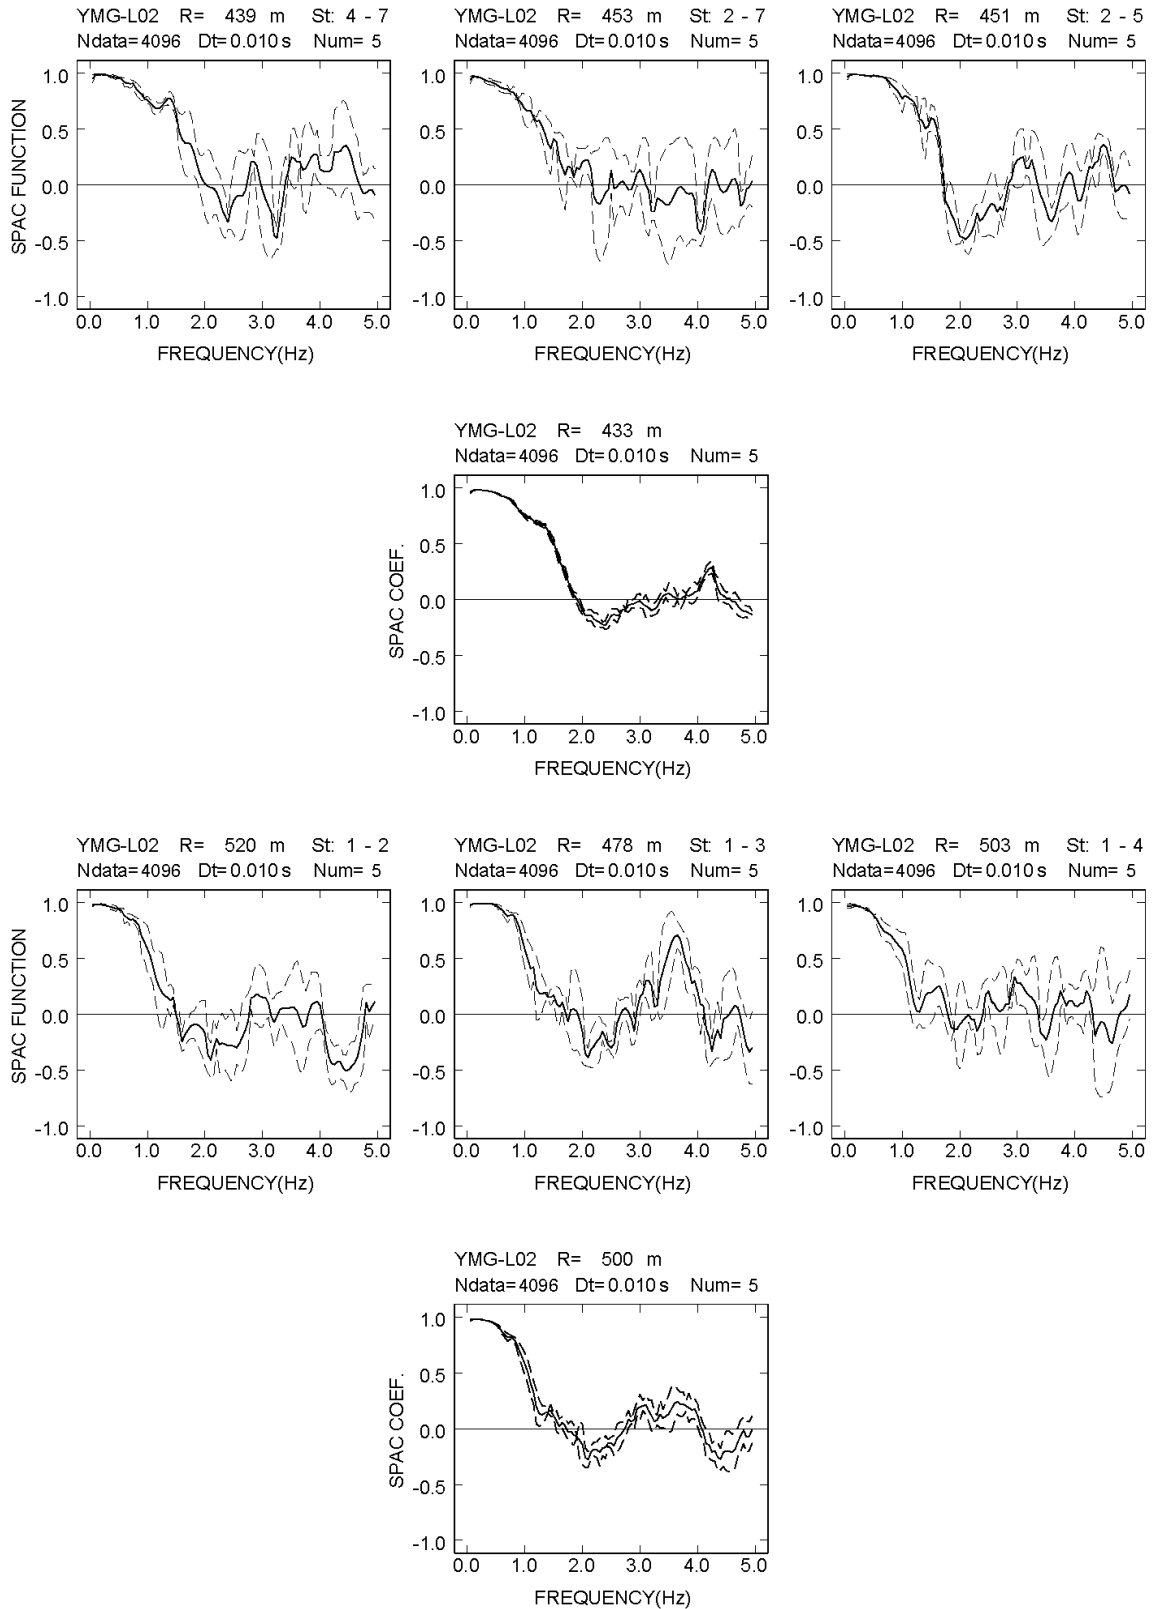 YMG-L02 R= 439 m St: 4 - 7
Ndata=4096 Dt=0.010 s Num= 5
SPAC FUNCTION
1.0
0.5
0.0
-0.5
-1.0
0.0 1.0 2.0 3.0 4.0 5.0
FREQUENCY(Hz)
YMG-L02 R= 453 m St: 2 - 7
Ndata=4096 Dt=0.010 s Num= 5
1.0
0.5
0.0
-0.5
-1.0
0.0 1.0 2.0 3.0 4.0 5.0
FREQUENCY(Hz)
YMG-L02 R= 451 m St: 2 - 5
Ndata=4096 Dt=0.010 s Num= 5
1.0
0.5
0.0
-0.5
-1.0
0.0 1.0 2.0 3.0 4.0 5.0
FREQUENCY(Hz)
YMG-L02 R= 433 m
Ndata=4096 Dt=0.010 s Num= 5
SPAC COEF.
1.0
0.5
0.0
-0.5
-1.0
0.0 1.0 2.0 3.0 4.0 5.0
FREQUENCY(Hz)
YMG-L02 R= 520 m St: 1 - 2
Ndata=4096 Dt=0.010 s Num= 5
SPAC FUNCTION
1.0
0.5
0.0
-0.5
-1.0
0.0 1.0 2.0 3.0 4.0 5.0
FREQUENCY(Hz)
YMG-L02 R= 478 m St: 1 - 3
Ndata=4096 Dt=0.010 s Num= 5
1.0
0.5
0.0
-0.5
-1.0
0.0 1.0 2.0 3.0 4.0 5.0
FREQUENCY(Hz)
YMG-L02 R= 503 m St: 1 - 4
Ndata=4096 Dt=0.010 s Num= 5
1.0
0.5
0.0
-0.5
-1.0
0.0 1.0 2.0 3.0 4.0 5.0
FREQUENCY(Hz)
YMG-L02 R= 500 m
Ndata=4096 Dt=0.010 s Num= 5
SPAC COEF.
1.0
0.5
0.0
-0.5
-1.0
0.0 1.0 2.0 3.0 4.0 5.0
FREQUENCY(Hz)